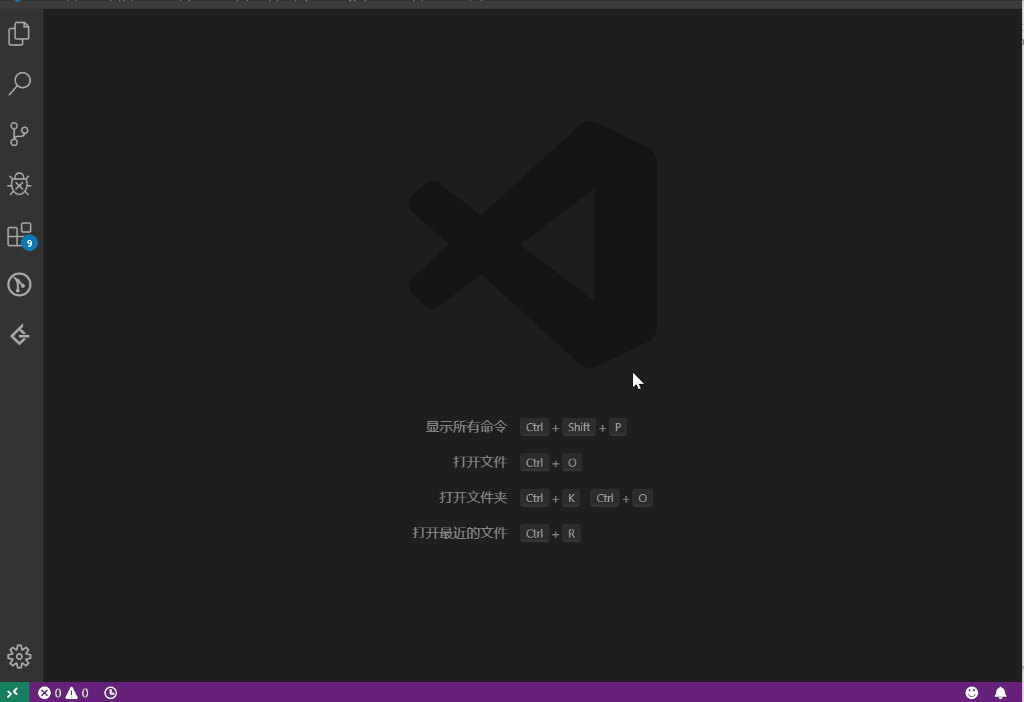 9
显示所有命令 Ctrl + Shift + P
打开文件 Ctrl + O
打开文件夹 Ctrl + K Ctrl + O
打开最近的文件 Ctrl + R
0 0